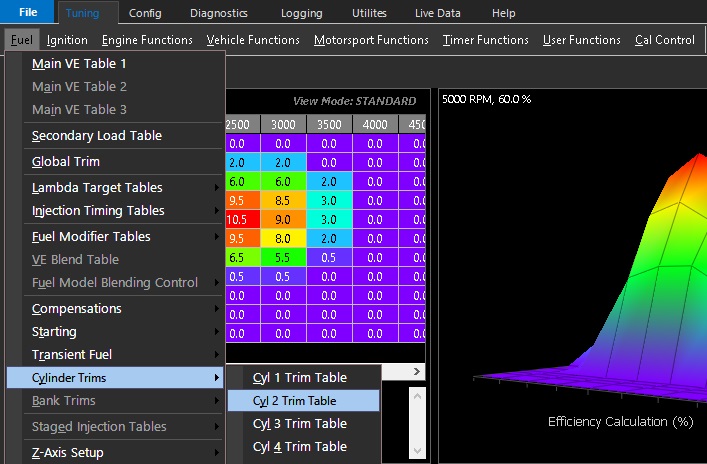 File Tuning Config Diagnostics Logging Utilites Live Data Help
Fuel Ignition Engine Functions Vehicle Functions Motorsport Functions Timer Functions User Functions Cal Control
Main VE Table 1
Main VE Table 2
Main VE Table 3
Secondary Load Table
Global Trim
Lambda Target Tables
Injection Timing Tables
Fuel Modifier Tables
VE Blend Table
Fuel Model Blending Control
Compensations
Starting
Transient Fuel
Cylinder Trims
Bank Trims
Staged Injection Tables
Z-Axis Setup
Cyl 1 Trim Table
Cyl 2 Trim Table
Cyl 3 Trim Table
Cyl 4 Trim Table
View Mode: STANDARD
2500 3000 3500 4000 450
0.0 0.0 0.0 0.0 0.0
2.0 2.0 0.0 0.0 0.0
6.0 6.0 2.0 0.0 0.0
9.5 8.5 3.0 0.0 0.0
10.5 9.0 3.0 0.0 0.0
9.5 8.0 2.0 0.0 0.0
6.5 5.5 0.5 0.0 0.0
0.5 0.5 0.0 0.0 0.0
0.0 0.0 0.0 0.0 0.0
0.0 0.0 0.0 0.0 0.0
0.0 0.0 0.0 0.0 0.0
5000 RPM, 60.0 %
Efficiency Calculation (%)